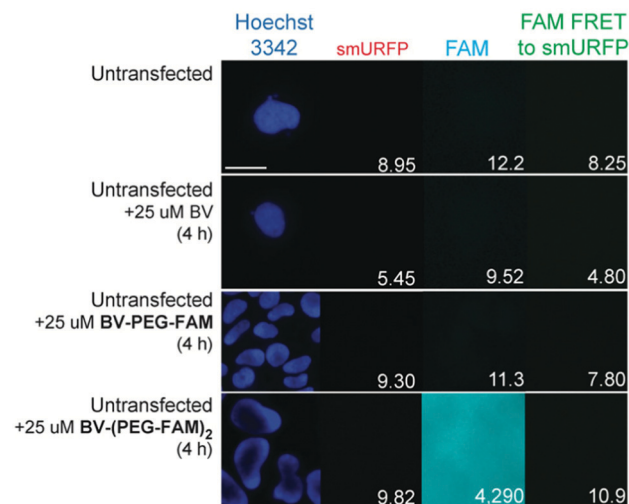 Hoechst
3342
smURFP
FAM
FAM FRET
to smURFP
Untransfected
8.95
12.2
8.25
Untransfected
+25 uM BV
(4 h)
5.45
9.52
4.80
Untransfected
+25 uM BV-PEG-FAM
(4 h)
9.30
11.3
7.80
Untransfected
+25 uM BV-(PEG-FAM)2
(4 h)
9.82
4,290
10.9